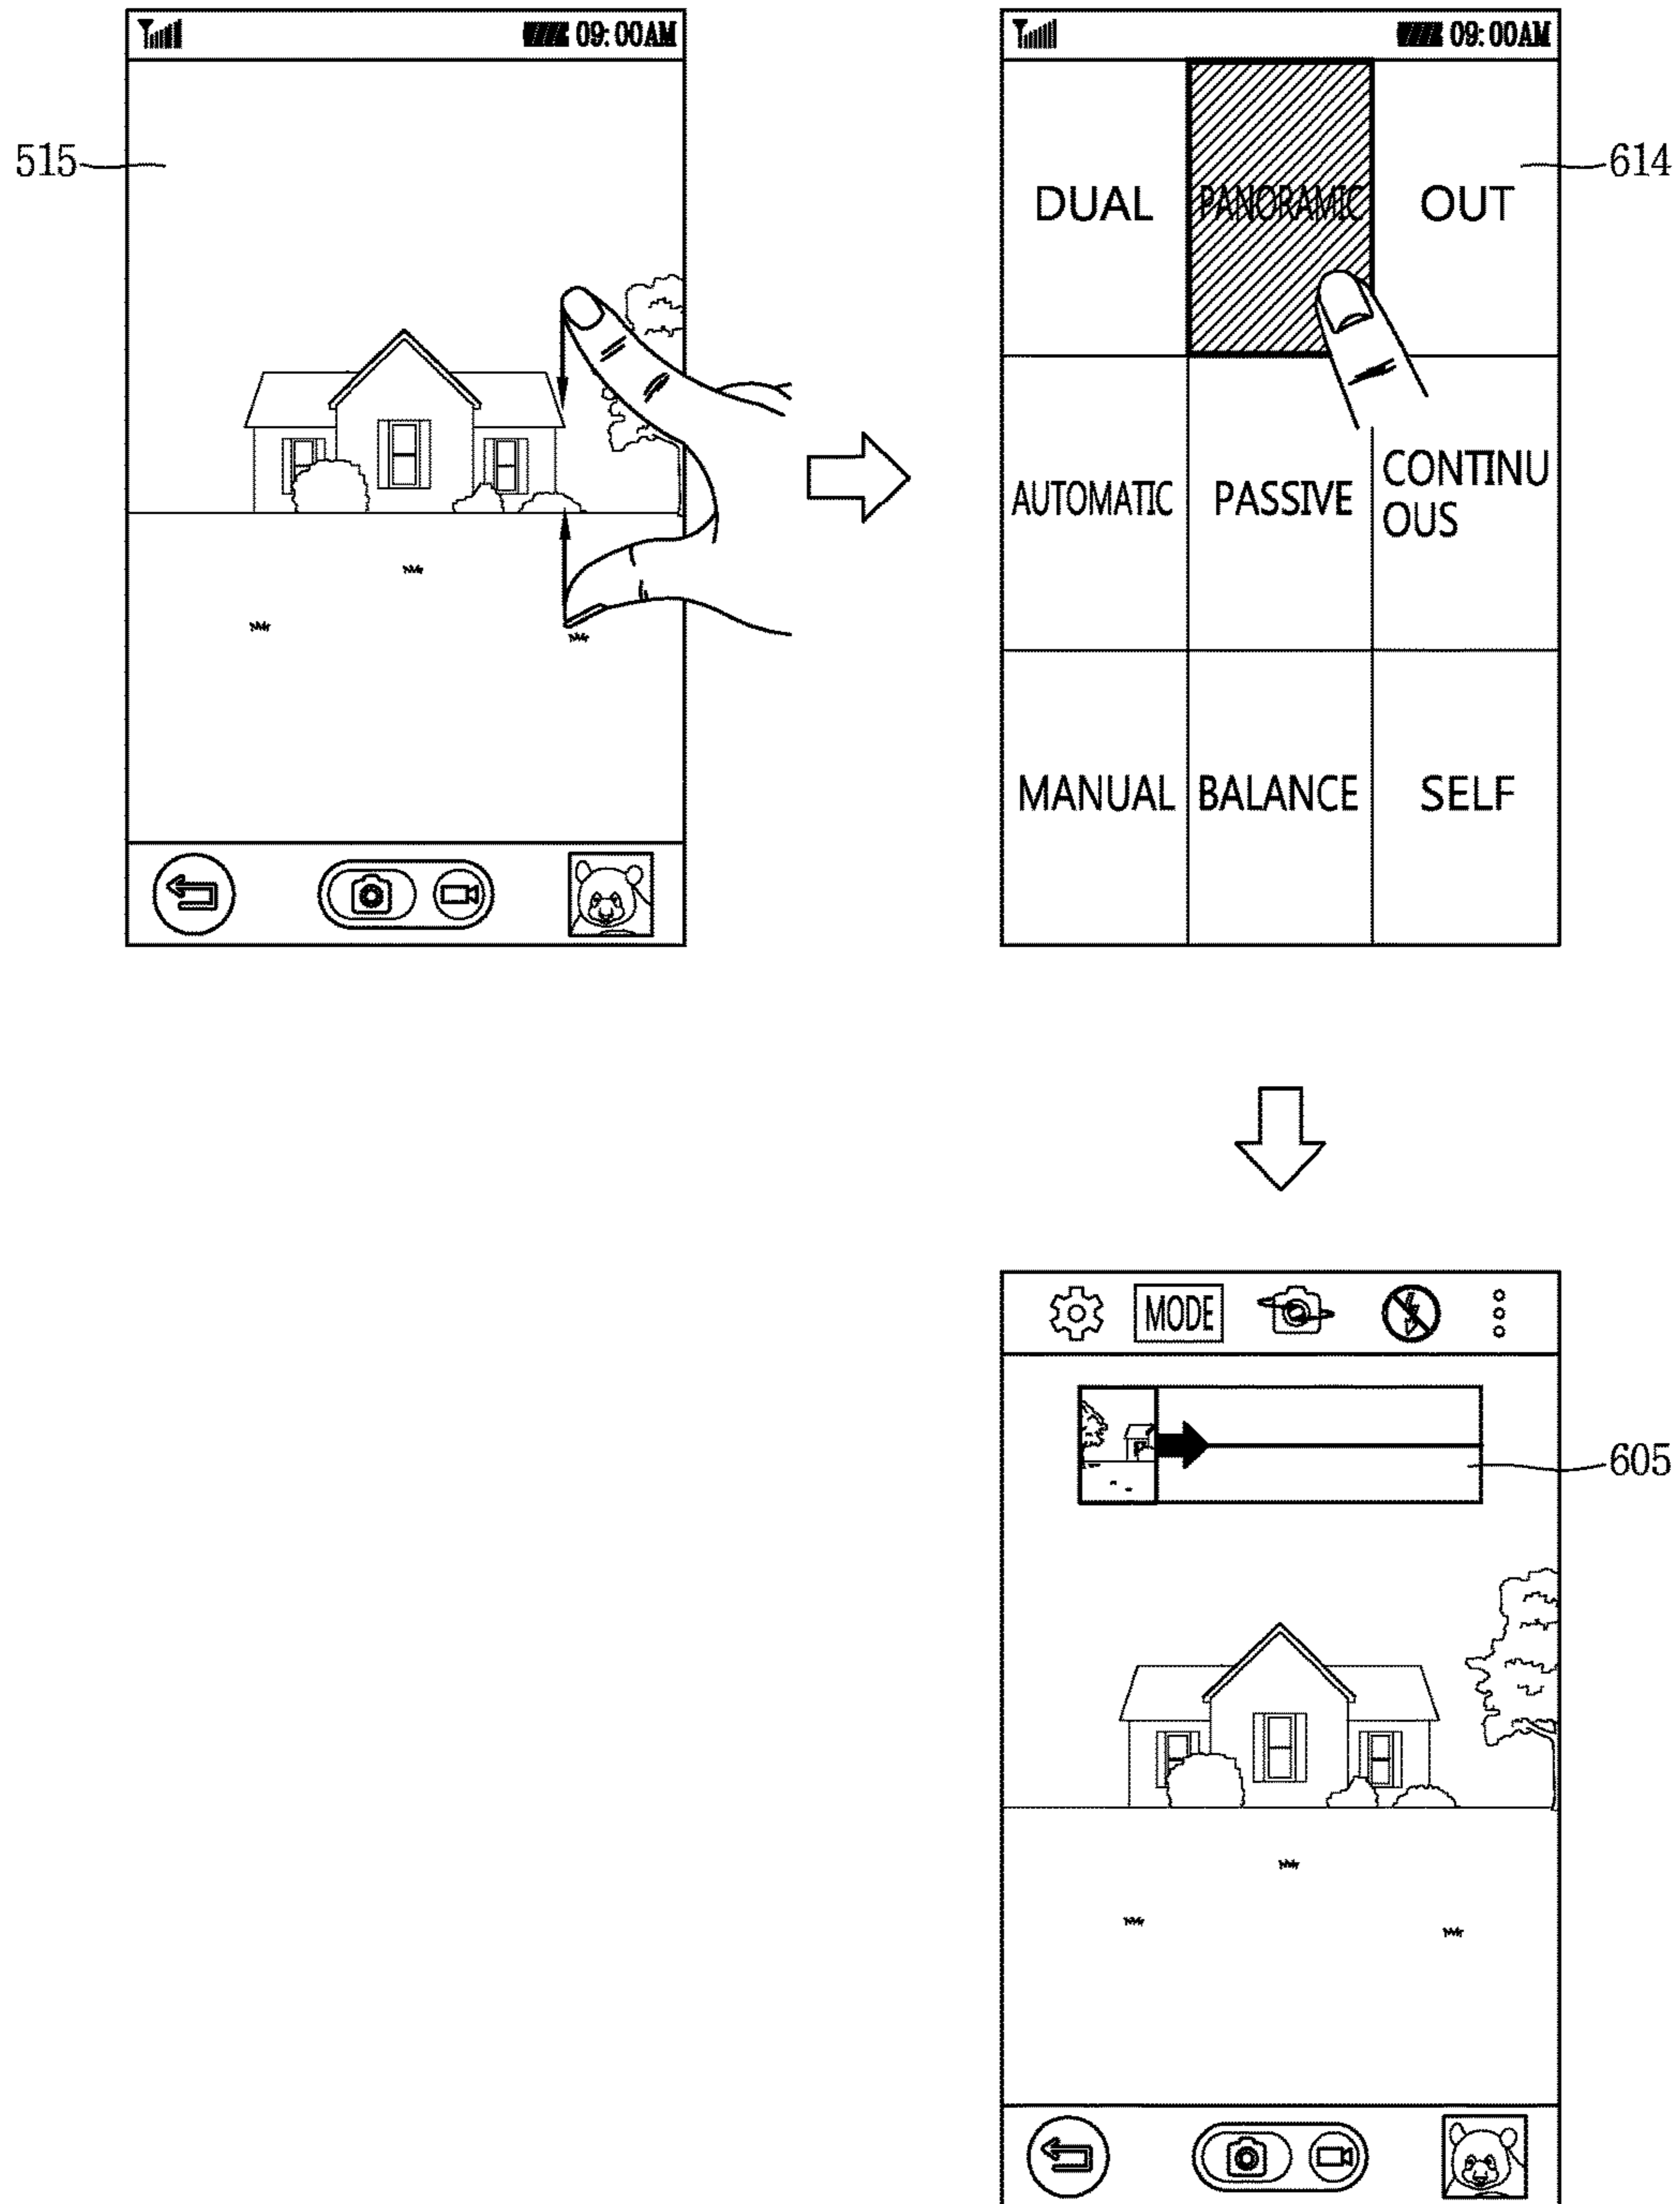 09:00AM
515
09:00AM
DUAL
PANORAMIC
OUT
614
AUTOMATIC
PASSIVE
CONTINU
OUS
MANUAL
BALANCE
SELF
MODE
605